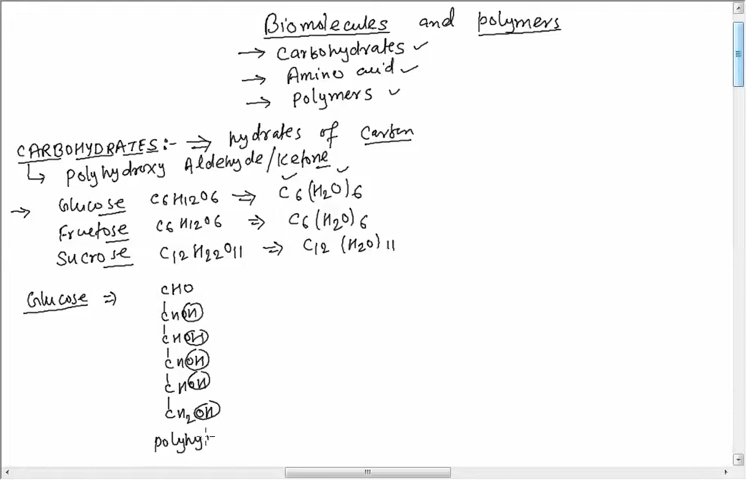 Biomolecules and polymers
→ Carbohydrates ✓
→ Amino acid ✓
→ Polymers ✓
CARBOHYDRATES:- ⇒ hydrates of Carbon
↳ polyhydroxy Aldehyde/Ketone
→ Glucose C6H12O6 ⇒ C6(H2O)6
Fructose C6H12O6 ⇒ C6(H2O)6
Sucrose C12H22O11 ⇒ C12(H2O)11
Glucose ⇒ CHO
CHOH
CHOH
CHOH
CHOH
CH2OH
polyhy:-